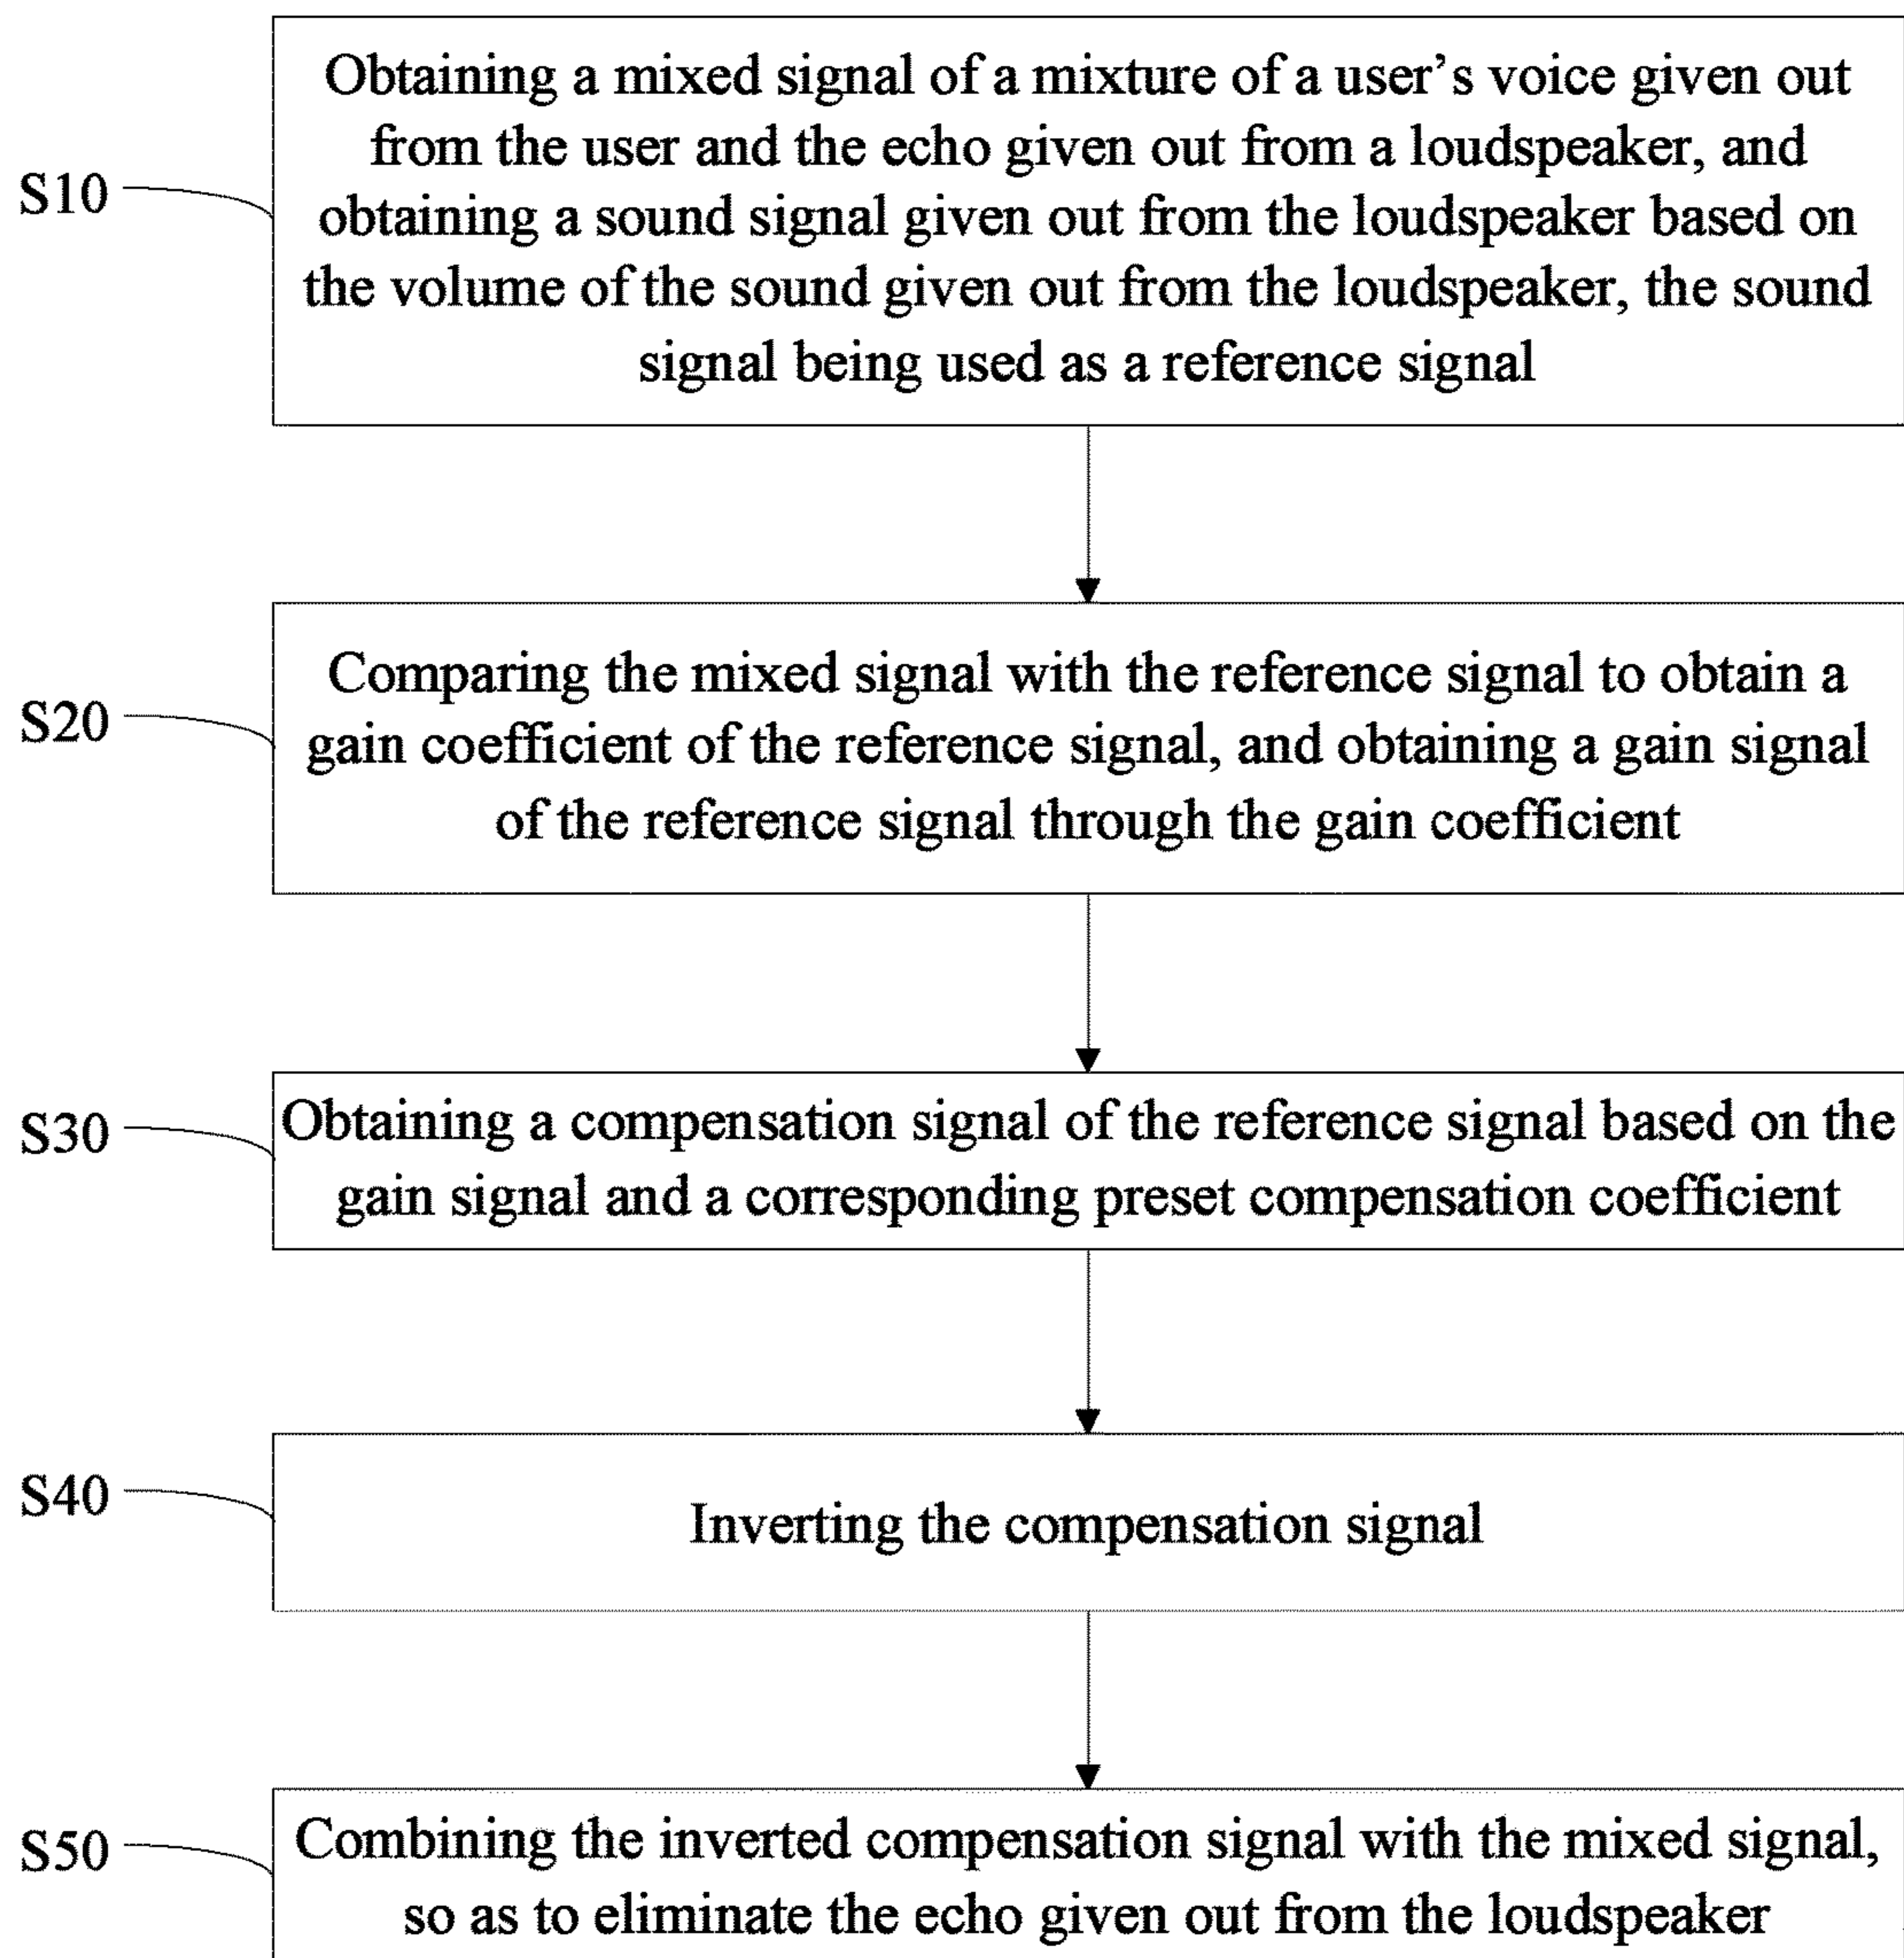 S10
Obtaining a mixed signal of a mixture of a user's voice given out
from the user and the echo given out from a loudspeaker, and
obtaining a sound signal given out from the loudspeaker based on
the volume of the sound given out from the loudspeaker, the sound
signal being used as a reference signal
S20
Comparing the mixed signal with the reference signal to obtain a
gain coefficient of the reference signal, and obtaining a gain signal
of the reference signal through the gain coefficient
S30
Obtaining a compensation signal of the reference signal based on the
gain signal and a corresponding preset compensation coefficient
S40
Inverting the compensation signal
S50
Combining the inverted compensation signal with the mixed signal,
so as to eliminate the echo given out from the loudspeaker